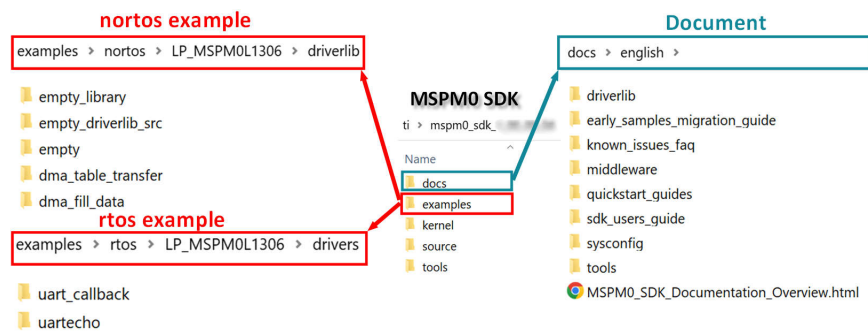 nortos example
examples > nortos > LP_MSPM0L1306 > driverlib
empty_library
empty_driverlib_src
empty
dma_table_transfer
dma_fill_data
rtos example
examples > rtos > LP_MSPM0L1306 > drivers
uart_callback
uartecho
MSPM0 SDK
ti > mspm0_sdk_
Name
docs
examples
kernel
source
tools
Document
docs > english >
driverlib
early_samples_migration_guide
known_issues_faq
middleware
quickstart_guides
sdk_users_guide
sysconfig
tools
MSPM0_SDK_Documentation_Overview.html